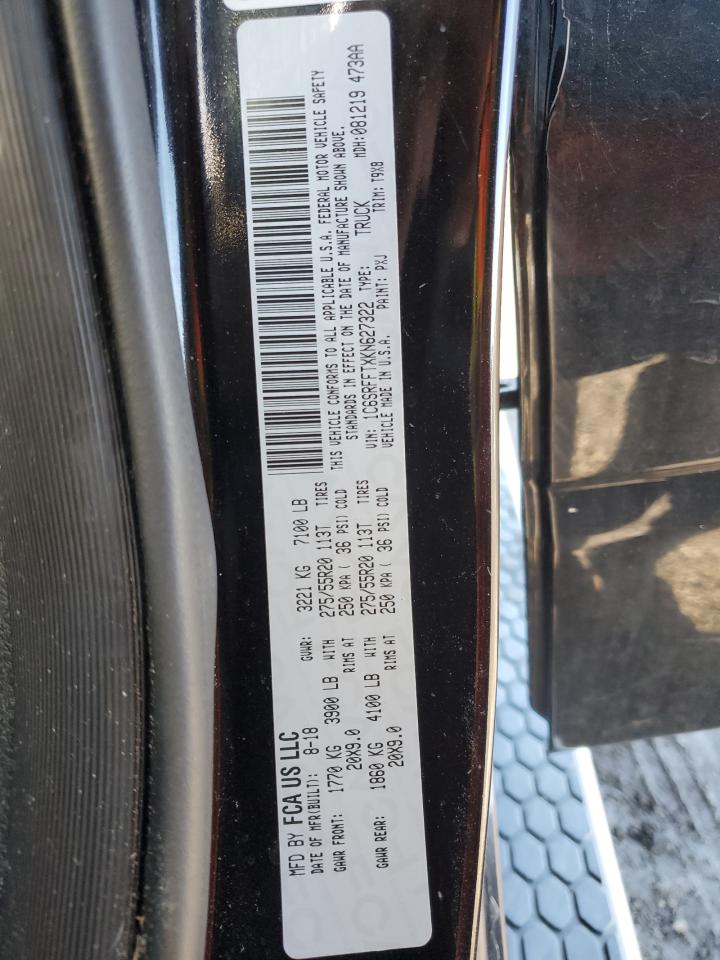 MFD BY FCA US LLC
DATE OF MFR(BUILT): 8-18 GVWR: 3221 KG 7100 LB
GAWR FRONT: 1770 KG 3900 LB WITH 275/55R20 113T TIRES
20X9.0 RIMS AT 250 KPA ( 36 PSI) COLD
GAWR REAR: 1860 KG 4100 LB WITH 275/55R20 113T TIRES
20X9.0 RIMS AT 250 KPA ( 36 PSI) COLD
THIS VEHICLE CONFORMS TO ALL APPLICABLE U.S.A. FEDERAL MOTOR VEHICLE SAFETY
STANDARDS IN EFFECT ON THE DATE OF MANUFACTURE SHOWN ABOVE.
VIN: 1C6SRFFTXKN627322 TYPE: TRUCK MDH:081219 473AA
VEHICLE MADE IN U.S.A. PAINT: PXJ TRIM: T9X8